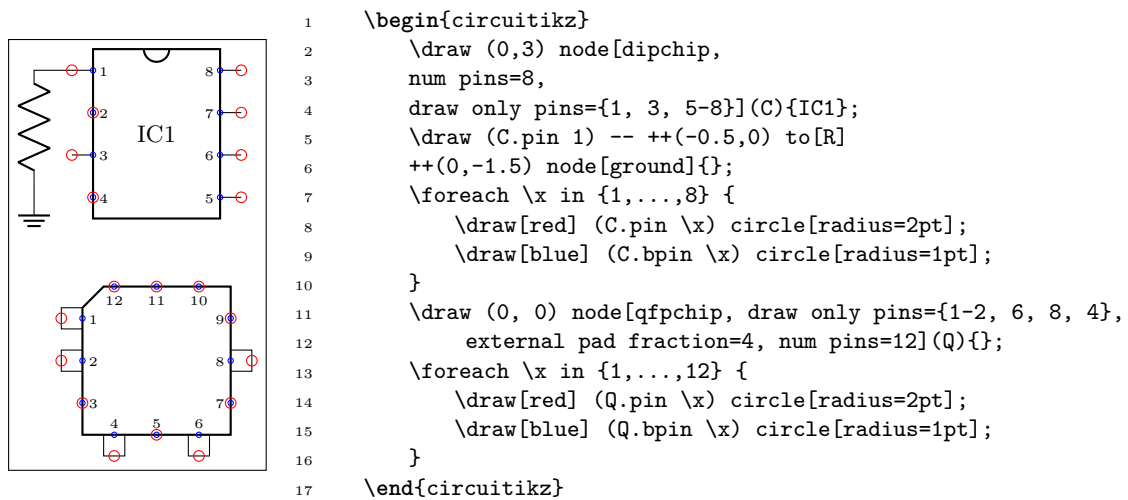 1 8
2 7
IC1
3 6
4 5
12 11 10
1 9
2 8
3 7
4 5 6
1 \begin{circuitikz}
2 \draw (0,3) node[dipchip,
3 num pins=8,
4 draw only pins={1, 3, 5-8}](C){IC1};
5 \draw (C.pin 1) -- ++(-0.5,0) to[R]
6 ++(0,-1.5) node[ground]{};
7 \foreach \x in {1,...,8} {
8 \draw[red] (C.pin \x) circle[radius=2pt];
9 \draw[blue] (C.bpin \x) circle[radius=1pt];
10 }
11 \draw (0, 0) node[qfpchip, draw only pins={1-2, 6, 8, 4},
12 external pad fraction=4, num pins=12](Q){};
13 \foreach \x in {1,...,12} {
14 \draw[red] (Q.pin \x) circle[radius=2pt];
15 \draw[blue] (Q.bpin \x) circle[radius=1pt];
16 }
17 \end{circuitikz}